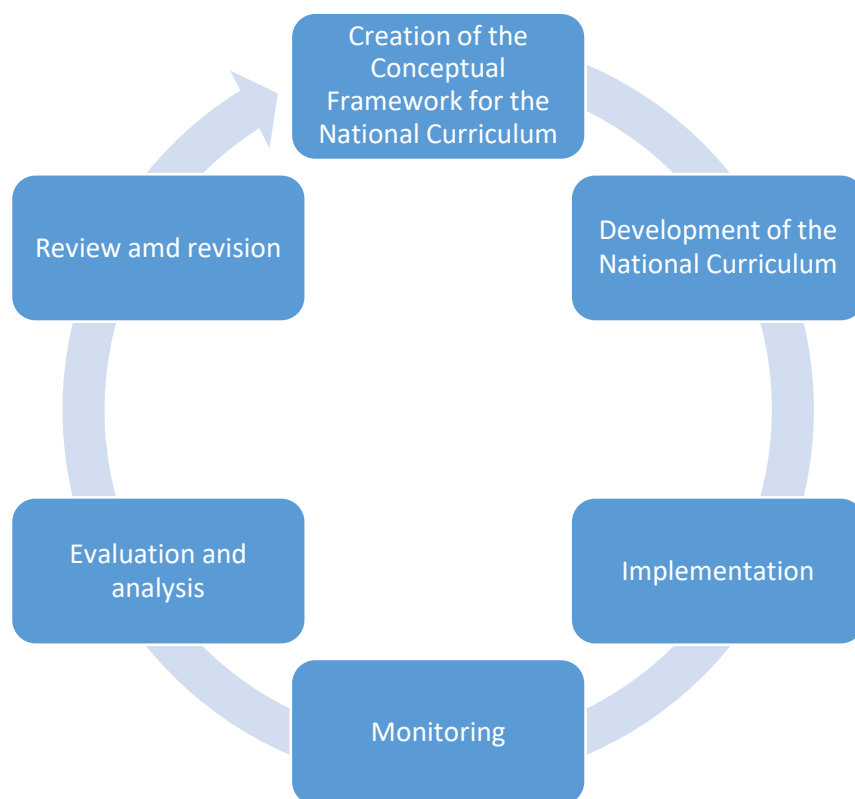 Creation of the
Conceptual
Framework for the
National Curriculum
Development of the
National Curriculum
Implementation
Monitoring
Evaluation and
analysis
Review amd revision